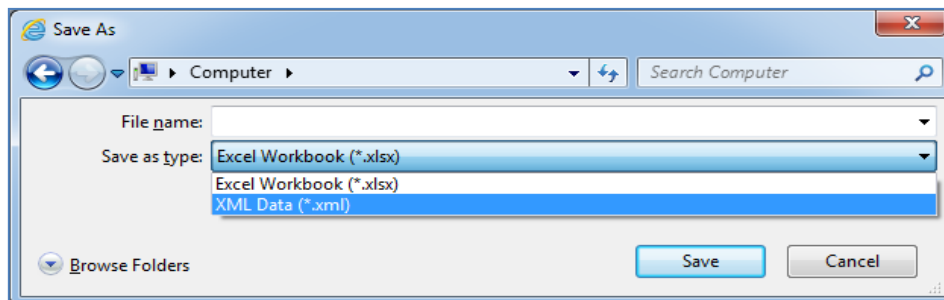 Save As
Computer
Search Computer
File name:
Save as type: Excel Workbook (*.xlsx)
Excel Workbook (*.xlsx)
XML Data (*.xml)
Browse Folders Save Cancel